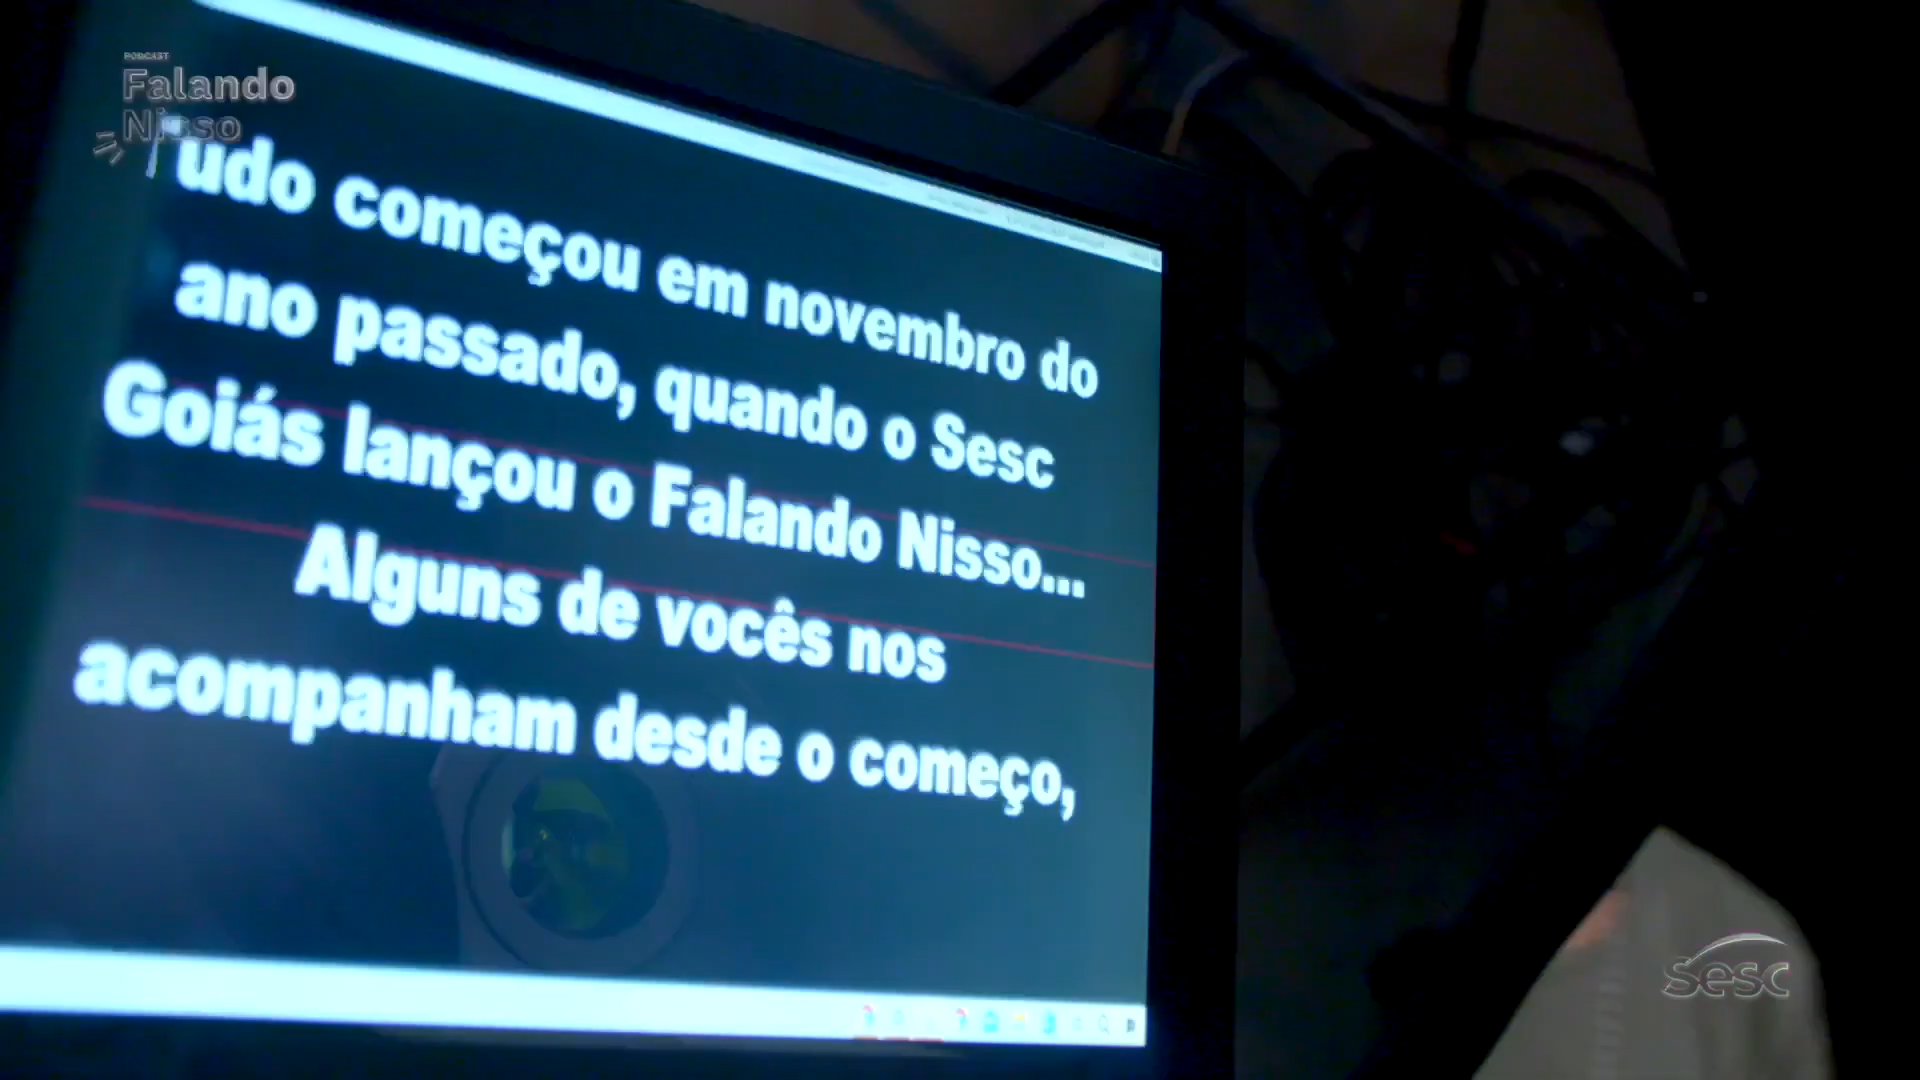 PODCAST
Falando
Nisso
Tudo começou em novembro do
ano passado, quando o Sesc
Goiás lançou o Falando Nisso...
Alguns de vocês nos
acompanham desde o começo,
Sesc